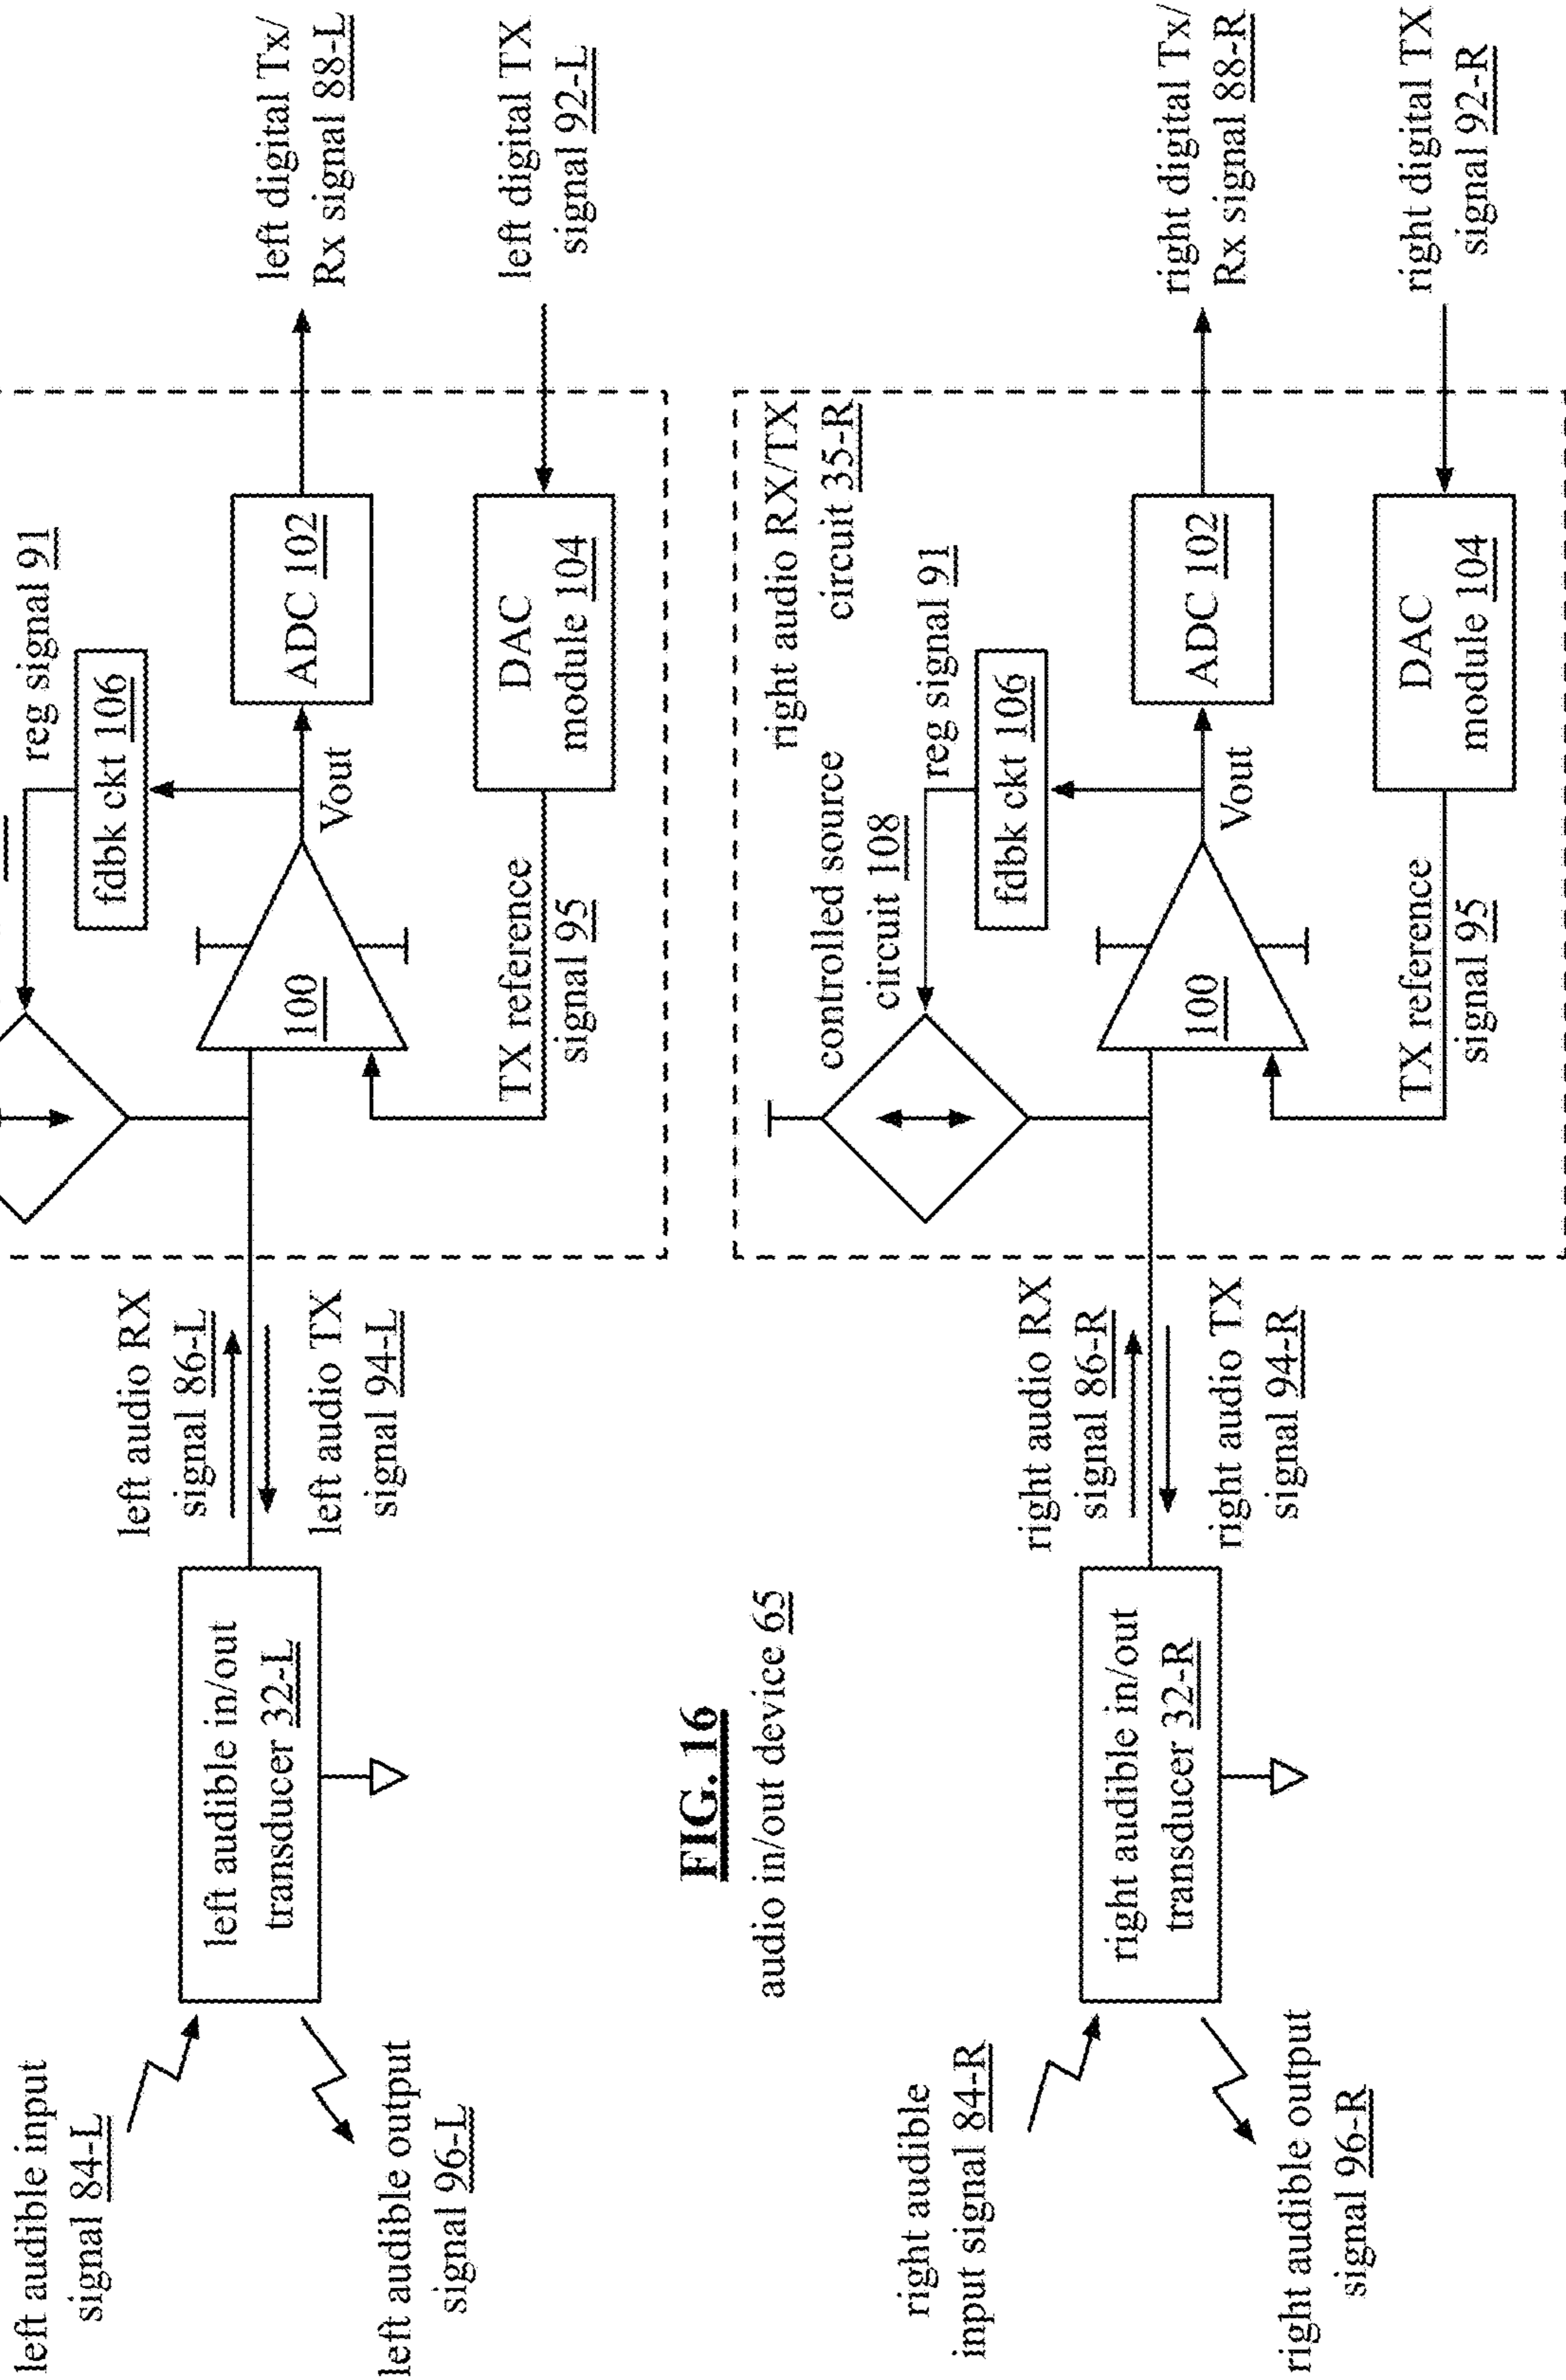 reg signal 91
fdbk ckt 106
left digital Tx/
Rx signal 88-L
ADC 102
Vout
100
left digital TX
signal 92-L
DAC
module 104
TX reference
signal 95
left audio RX
signal 86-L
left TX audio
signal 94-L
left audible in/out
transducer 32-L
left audible input
signal 84-L
left audible output
signal 96-L
FIG. 16
audio in/out device 65
right audio RX/TX
circuit 35-R
controlled source
circuit 108
reg signal 91
fdbk ckt 106
right digital Tx/
Rx signal 88-R
ADC 102
Vout
100
right digital TX
signal 92-R
DAC
module 104
TX reference
signal 95
right audio RX
signal 86-R
right audio TX
signal 94-R
right audible in/out
transducer 32-R
right audible
input signal 84-R
right audible output
signal 96-R